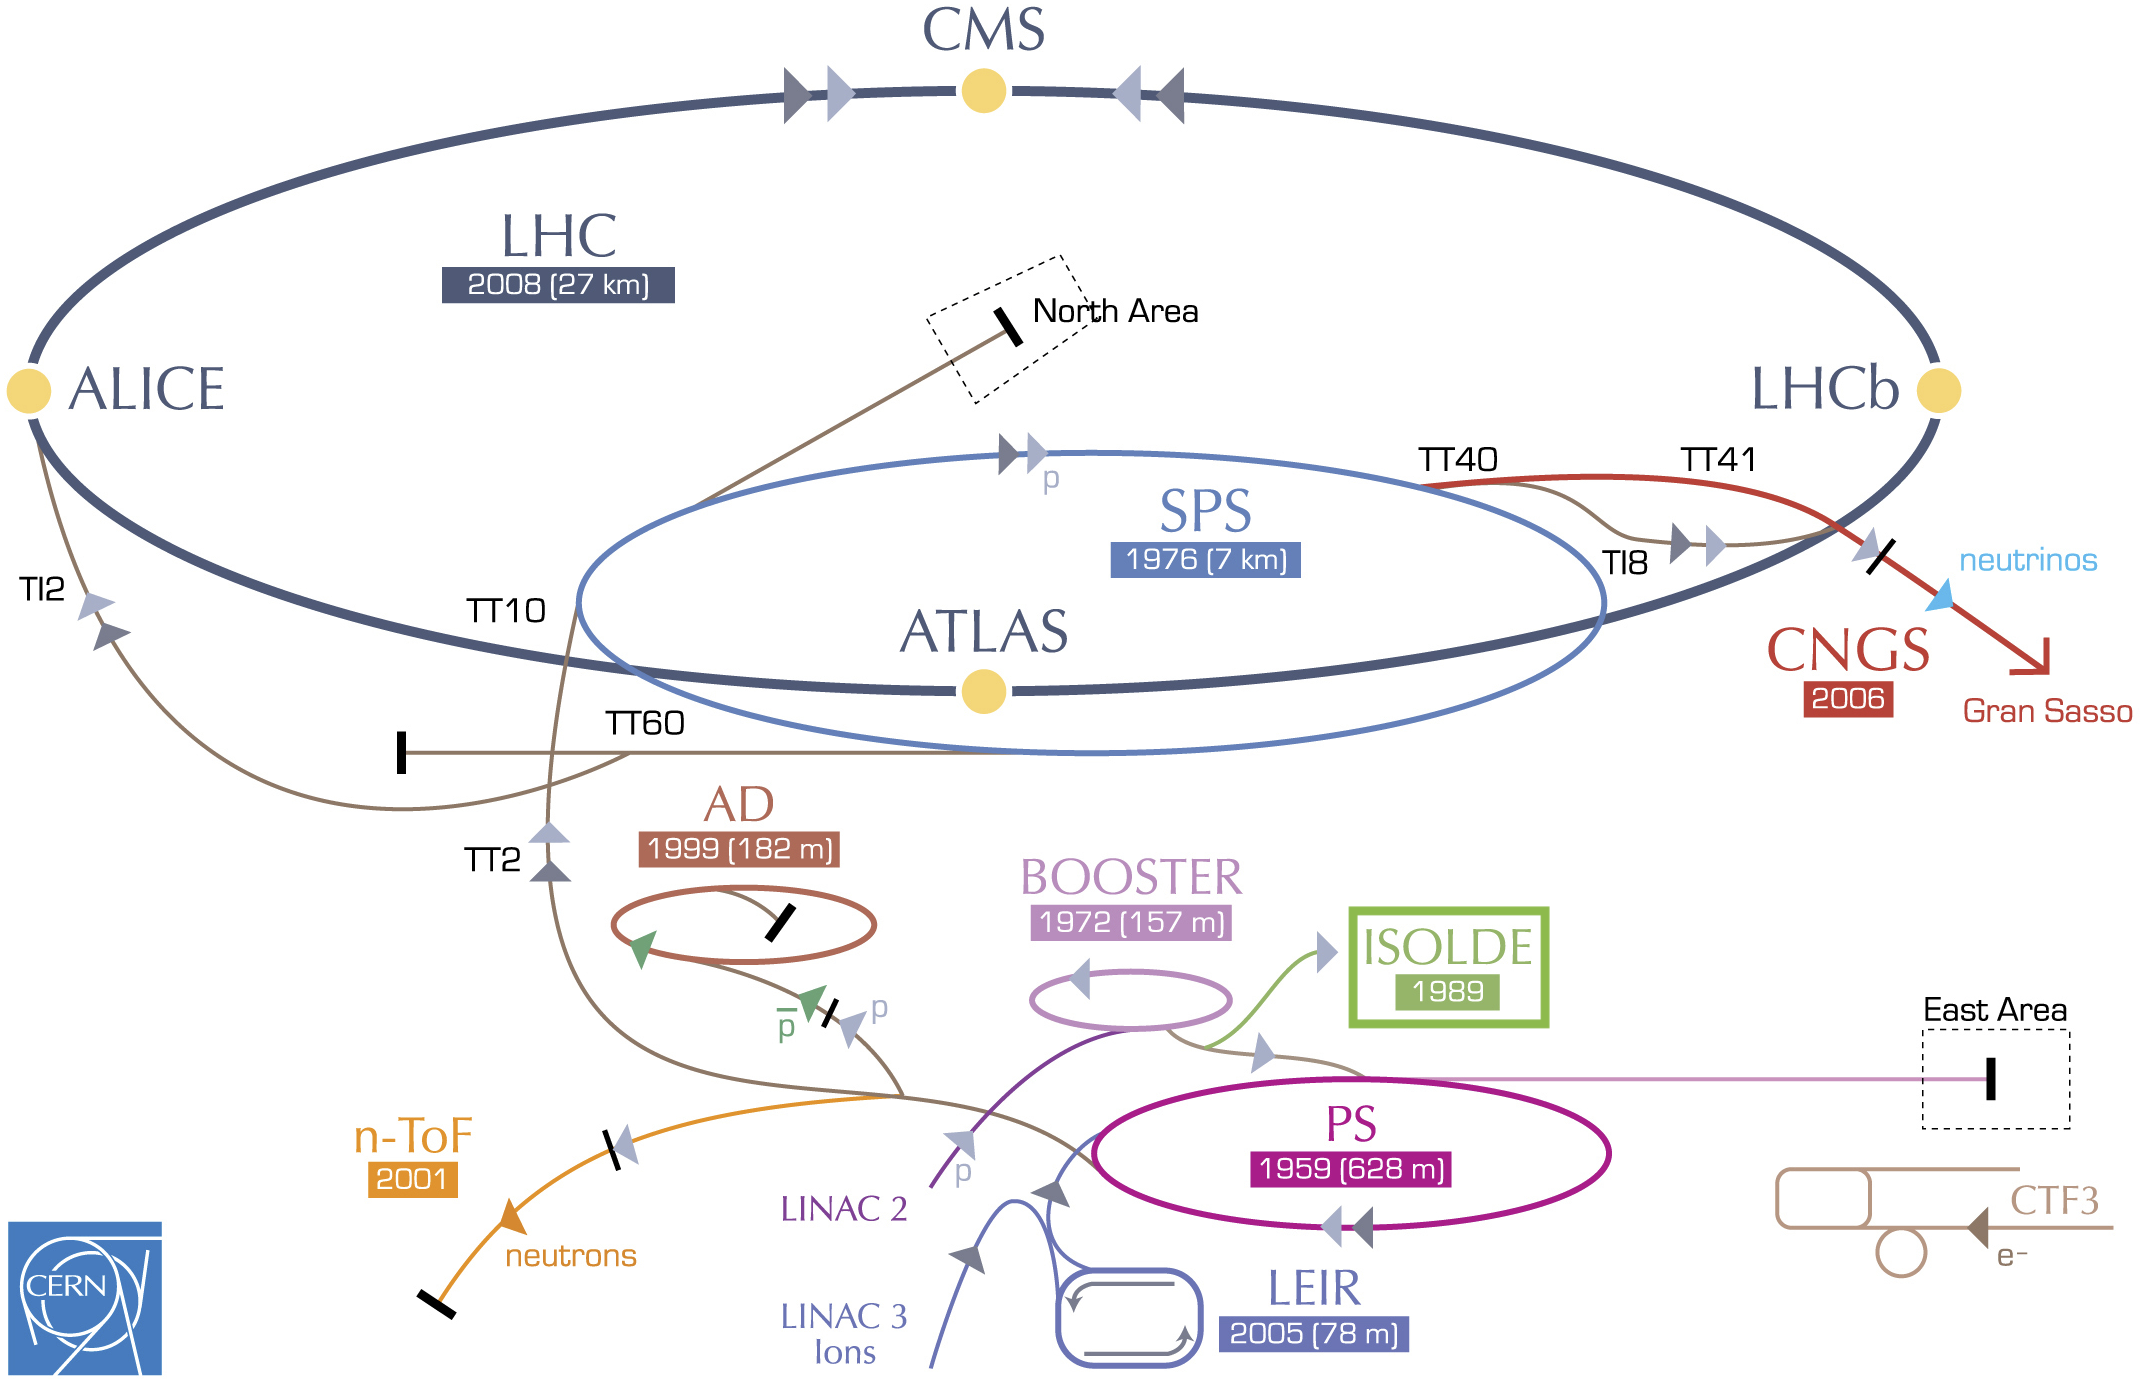 CMS
LHC
2008 (27 km)
North Area
ALICE
LHCb
p
TT40
TT41
SPS
1976 (7 km)
TI8
neutrinos
TI2
TT10
ATLAS
CNGS
2006
Gran Sasso
TT60
AD
1999 (182 m)
TT2
BOOSTER
1972 (157 m)
ISOLDE
1989
p̅
p
East Area
n-ToF
2001
PS
1959 (628 m)
p
LINAC 2
CTF3
e-
neutrons
CERN
LEIR
2005 (78 m)
LINAC 3
Ions